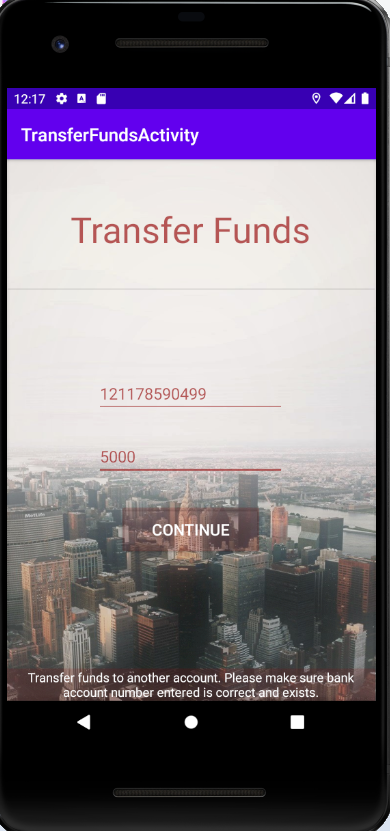 12:17
TransferFundsActivity
Transfer Funds
121178590499
5000
CONTINUE
Transfer funds to another account. Please make sure bank
account number entered is correct and exists.